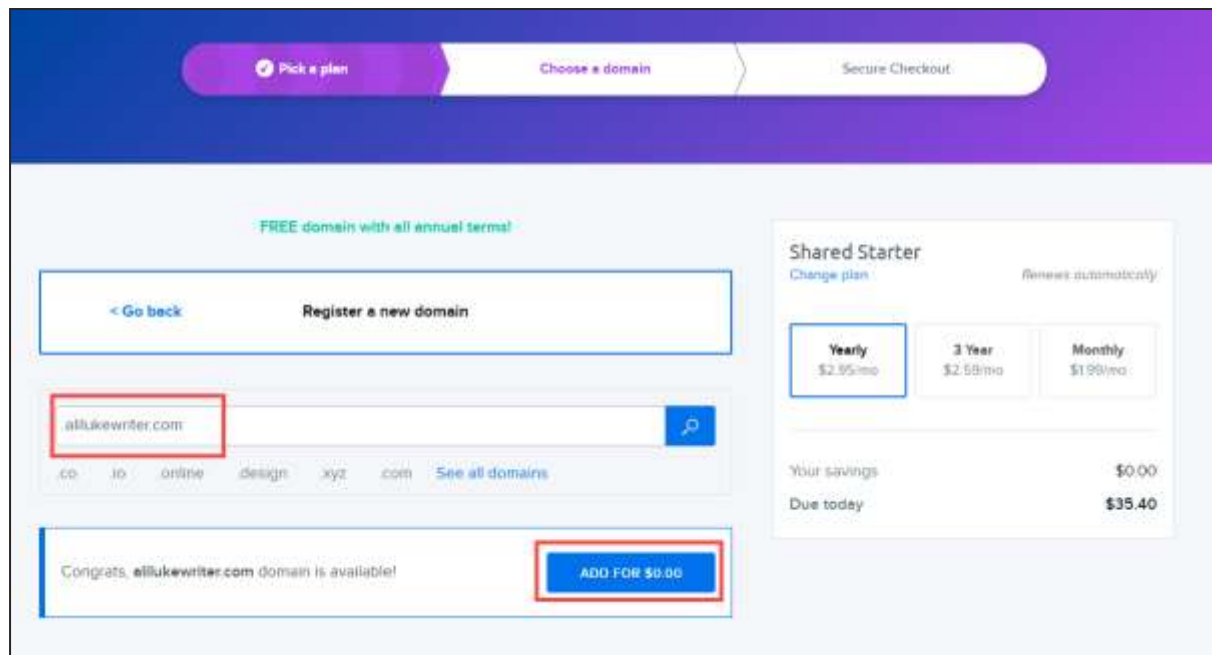 Pick a plan
Choose a domain
Secure Checkout
FREE domain with all annual terms!
< Go back
Register a new domain
alilukewriter.com
.co .io .online .design .xyz .com See all domains
Congrats, alilukewriter.com domain is available!
ADD FOR $0.00
Shared Starter
Change plan
Renews automatically
Yearly
$2.95/mo
3 Year
$2.59/mo
Monthly
$1.99/mo
Your savings
$0.00
Due today
$35.40